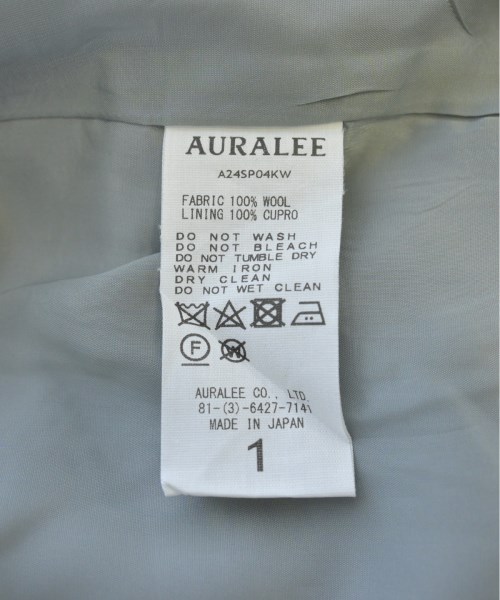 AURALEE
A24SP04KW
FABRIC 100% WOOL
LINING 100% CUPRO
DO NOT WASH
DO NOT BLEACH
DO NOT TUMBLE DRY
WARM IRON
DRY CLEAN
DO NOT WET CLEAN
F W
AURALEE CO., LTD.
81-(3)-6427-7141
MADE IN JAPAN
1